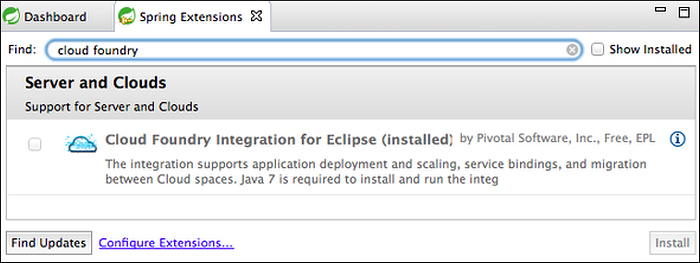 Dashboard Spring Extensions
Find: cloud foundry Show Installed
Server and Clouds
Support for Server and Clouds
Cloud Foundry Integration for Eclipse (installed) by Pivotal Software, Inc., Free, EPL
The integration supports application deployment and scaling, service bindings, and migration
between Cloud spaces. Java 7 is required to install and run the integ
Find Updates Configure Extensions... Install